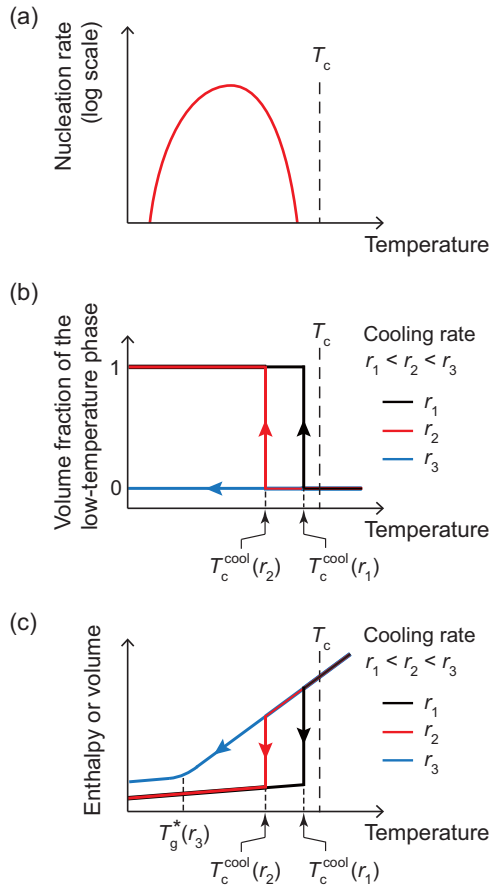 (a)
Nucleation rate
(log scale)
T_c
Temperature
(b)
Volume fraction of the
low-temperature phase
1
0
T_c
Cooling rate
r_1 < r_2 < r_3
r_1
r_2
r_3
Temperature
T_c^cool(r_2)
T_c^cool(r_1)
(c)
Enthalpy or volume
T_c
Cooling rate
r_1 < r_2 < r_3
r_1
r_2
r_3
Temperature
T_g^*(r_3)
T_c^cool(r_2)
T_c^cool(r_1)